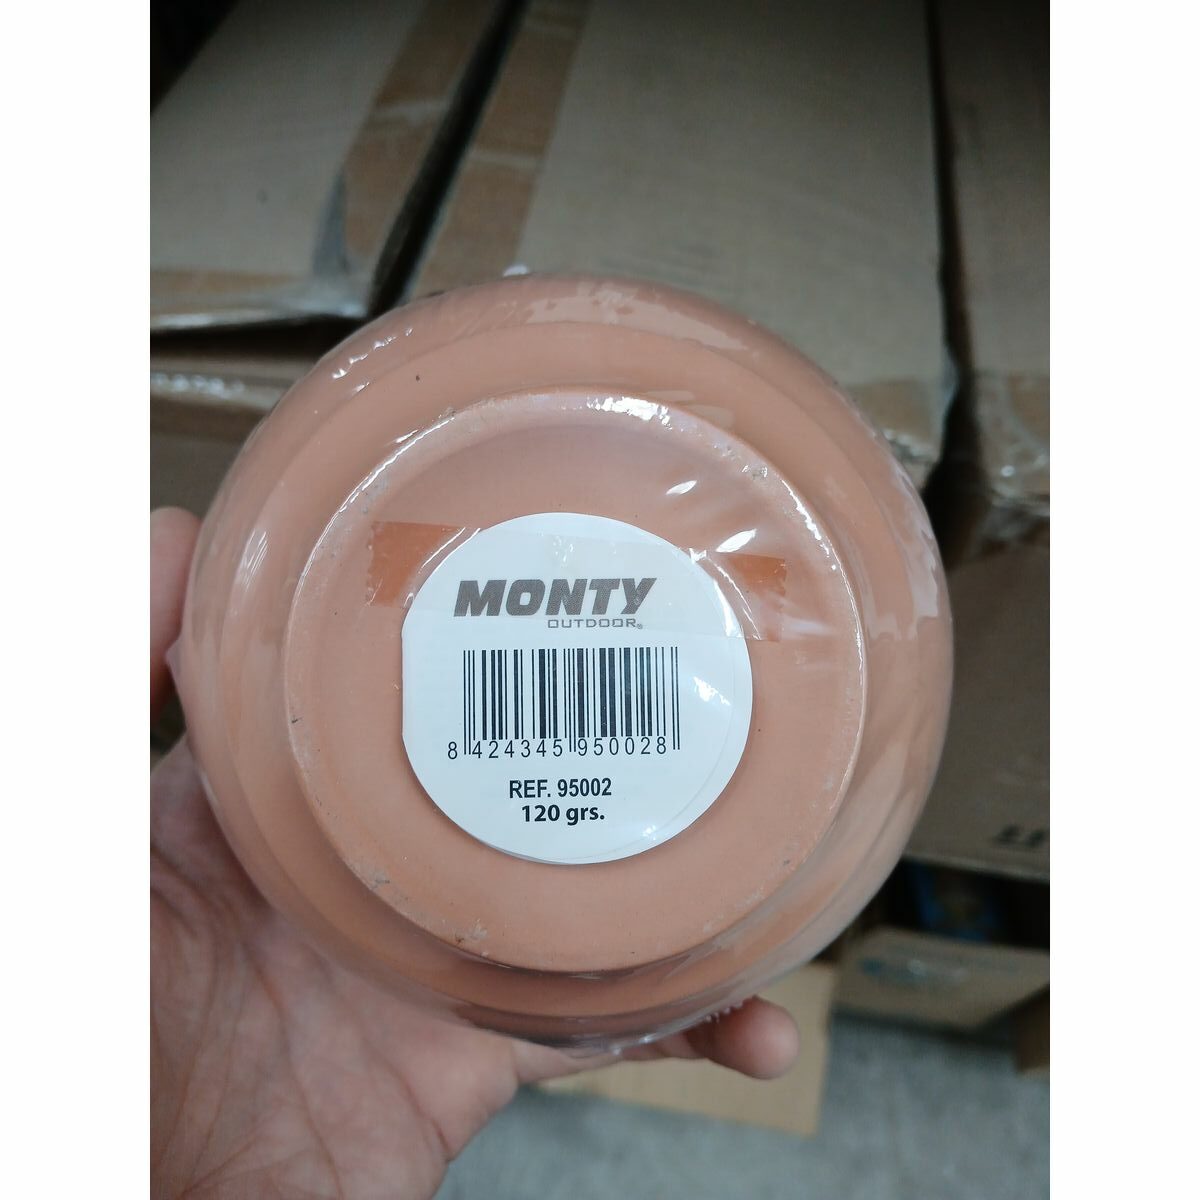 MONTY
OUTDOOR®
8 424345 950028
REF. 95002
120 grs.